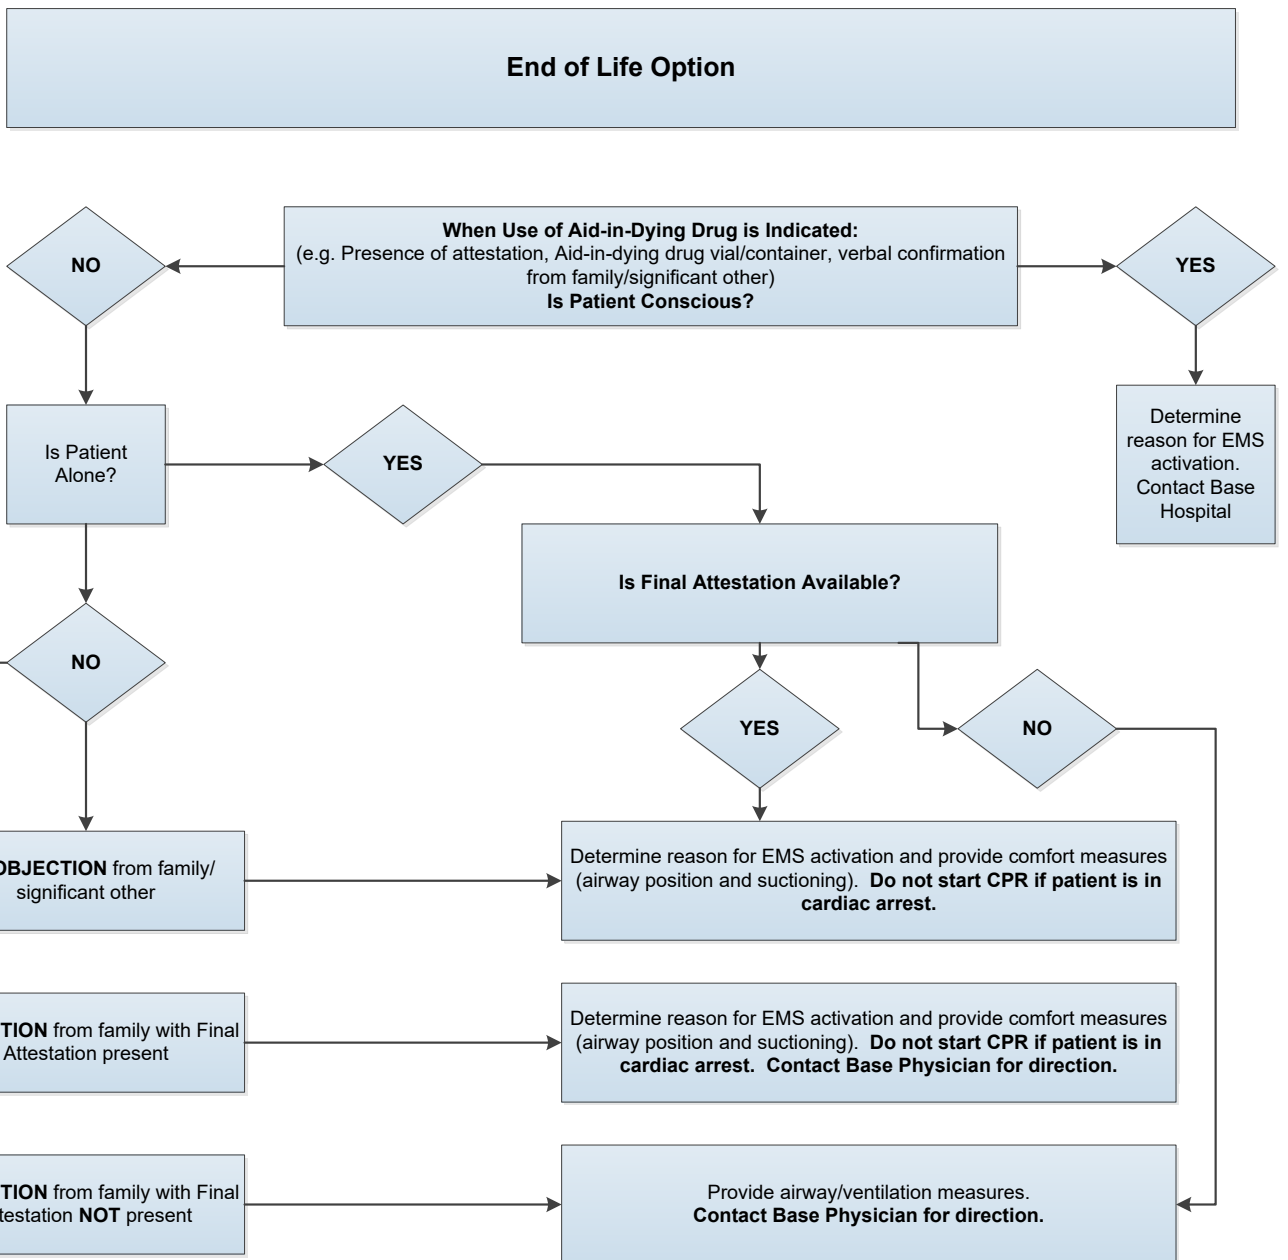 End of Life Option
When Use of Aid-in-Dying Drug is Indicated:
(e.g. Presence of attestation, Aid-in-dying drug vial/container, verbal confirmation
from family/significant other)
Is Patient Conscious?
NO
YES
Determine
reason for EMS
activation.
Contact Base
Hospital
Is Patient
Alone?
YES
Is Final Attestation Available?
NO
YES
NO
OBJECTION from family/
significant other
Determine reason for EMS activation and provide comfort measures
(airway position and suctioning). Do not start CPR if patient is in
cardiac arrest.
TION from family with Final
Attestation present
Determine reason for EMS activation and provide comfort measures
(airway position and suctioning). Do not start CPR if patient is in
cardiac arrest. Contact Base Physician for direction.
TION from family with Final
testation NOT present
Provide airway/ventilation measures.
Contact Base Physician for direction.